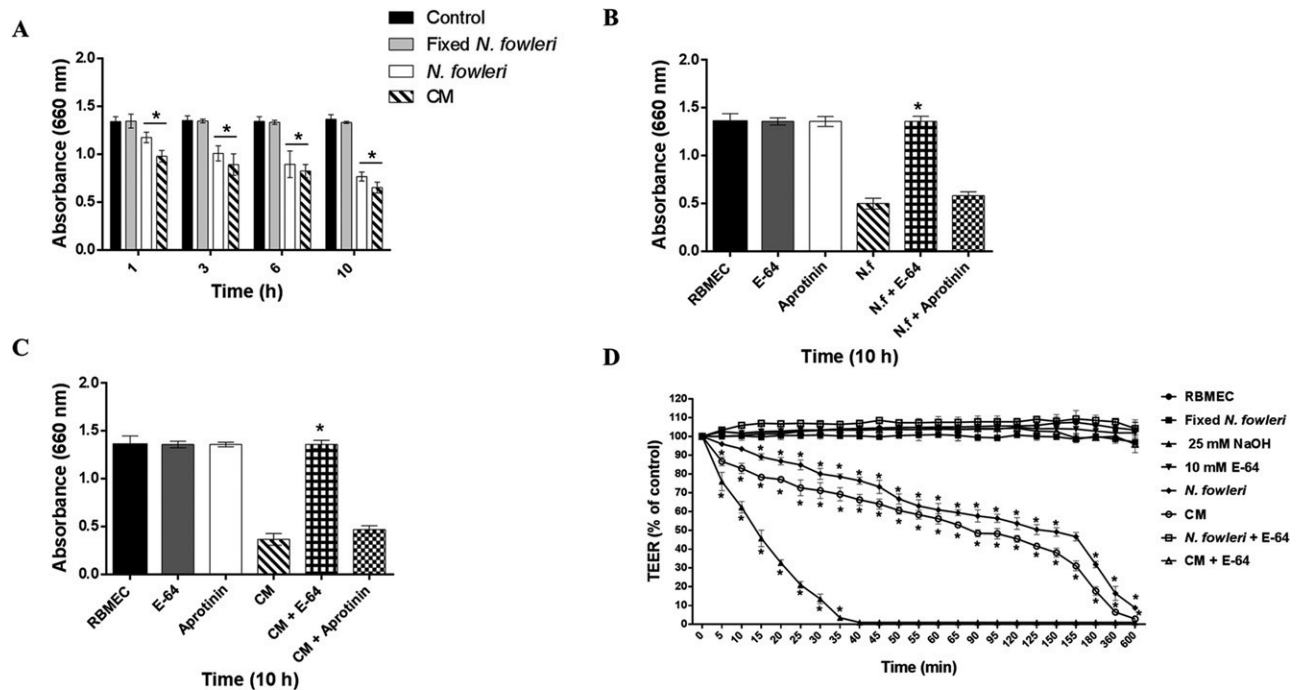 A
Control
Fixed N. fowleri
N. fowleri
CM
Absorbance (660 nm)
2.0
1.5
1.0
0.5
0.0
*
*
*
*
1
3
6
10
Time (h)
B
Absorbance (660 nm)
2.0
1.5
1.0
0.5
0.0
*
RBMEC
E-64
Aprotinin
N.f
N.f + E-64
N.f + Aprotinin
Time (10 h)
C
Absorbance (660 nm)
2.0
1.5
1.0
0.5
0.0
*
RBMEC
E-64
Aprotinin
CM
CM + E-64
CM + Aprotinin
Time (10 h)
D
TEER (% of control)
120
110
100
90
80
70
60
50
40
30
20
10
0
0 5 10 15 20 25 30 35 40 45 50 55 60 65 90 95 120 125 150 155 180 360 600
Time (min)
RBMEC
Fixed N. fowleri
25 mM NaOH
10 mM E-64
N. fowleri
CM
N. fowleri + E-64
CM + E-64